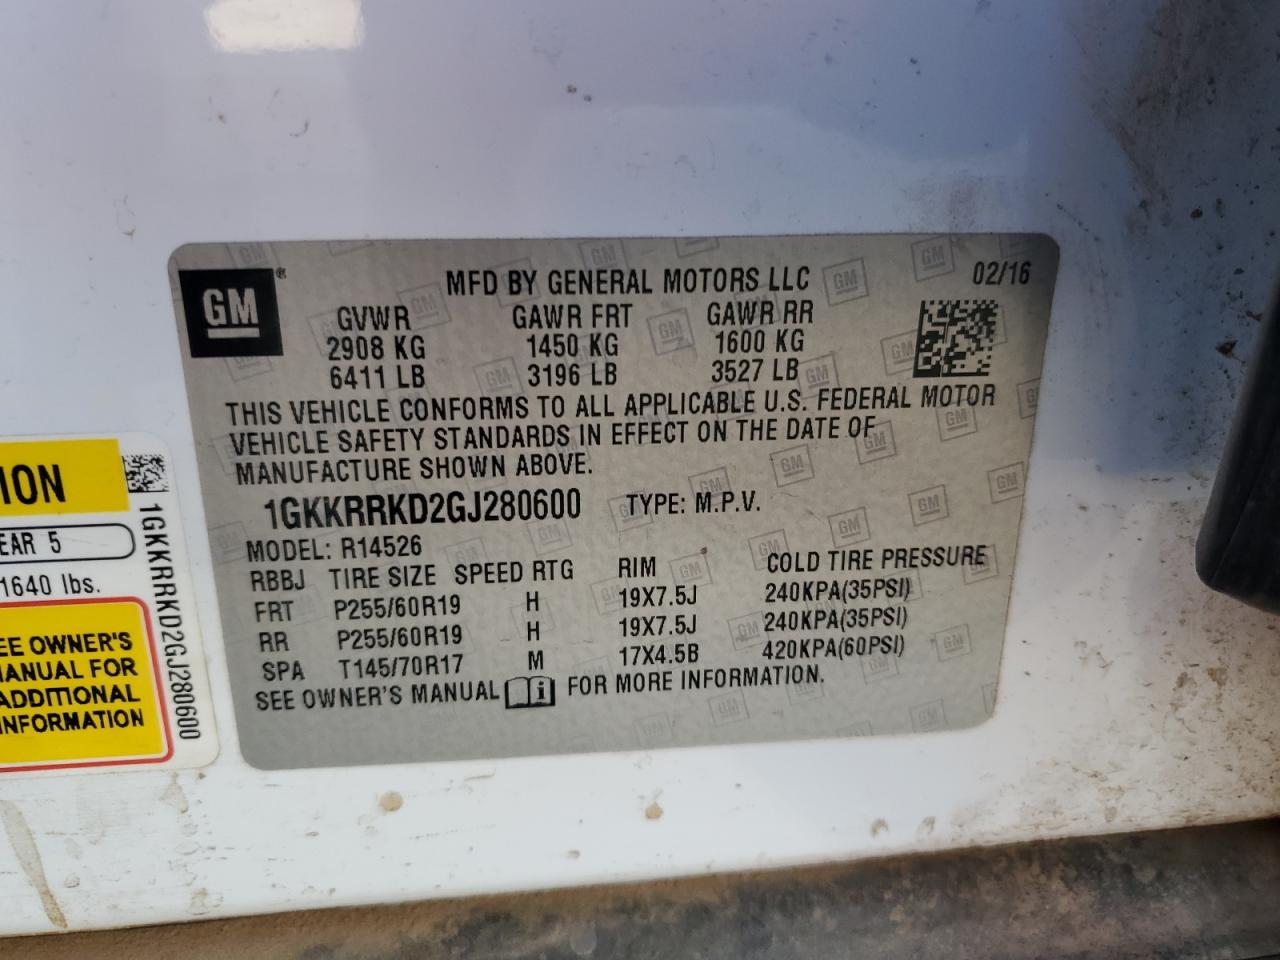 GM®
MFD BY GENERAL MOTORS LLC
02/16
GVWR GAWR FRT GAWR RR
2908 KG 1450 KG 1600 KG
6411 LB 3196 LB 3527 LB
THIS VEHICLE CONFORMS TO ALL APPLICABLE U.S. FEDERAL MOTOR
VEHICLE SAFETY STANDARDS IN EFFECT ON THE DATE OF
MANUFACTURE SHOWN ABOVE.
1GKKRRKD2GJ280600 TYPE: M.P.V.
MODEL: R14526
RBBJ TIRE SIZE SPEED RTG RIM COLD TIRE PRESSURE
FRT P255/60R19 H 19X7.5J 240KPA(35PSI)
RR P255/60R19 H 19X7.5J 240KPA(35PSI)
SPA T145/70R17 M 17X4.5B 420KPA(60PSI)
SEE OWNER'S MANUAL FOR MORE INFORMATION.
ION
EAR 5
1640 lbs.
EE OWNER'S
ANUAL FOR
ADDITIONAL
INFORMATION
1GKKRRKD2GJ280600